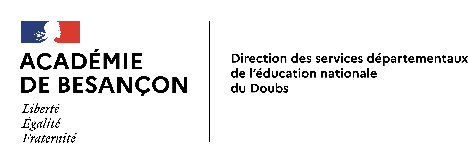 ACADÉMIE
DE BESANÇON
Liberté
Égalité
Fraternité
Direction des services départementaux
de l'éducation nationale
du Doubs